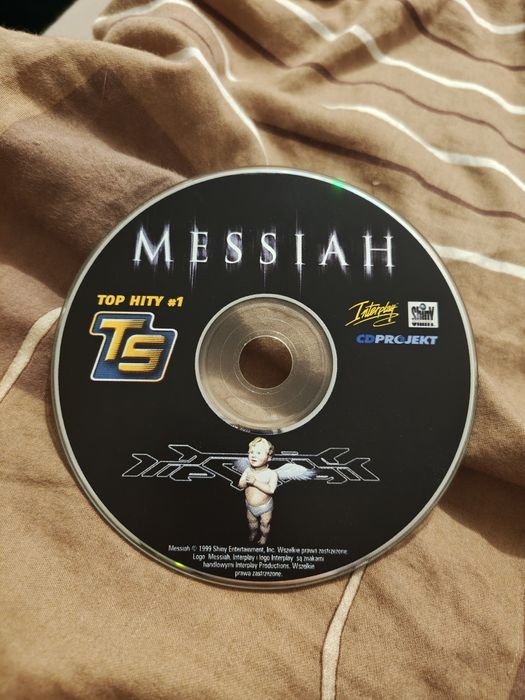 MESSIAH
TOP HITY #1
TS
Interplay
Shiny
CDPROJEKT
Messiah © 1999 Shiny Entertainment, Inc. Wszelkie prawa zastrzeżone.
Logo Messiah, Interplay i logo Interplay są znakami
handlowymi Interplay Productions. Wszelkie
prawa zastrzeżone.